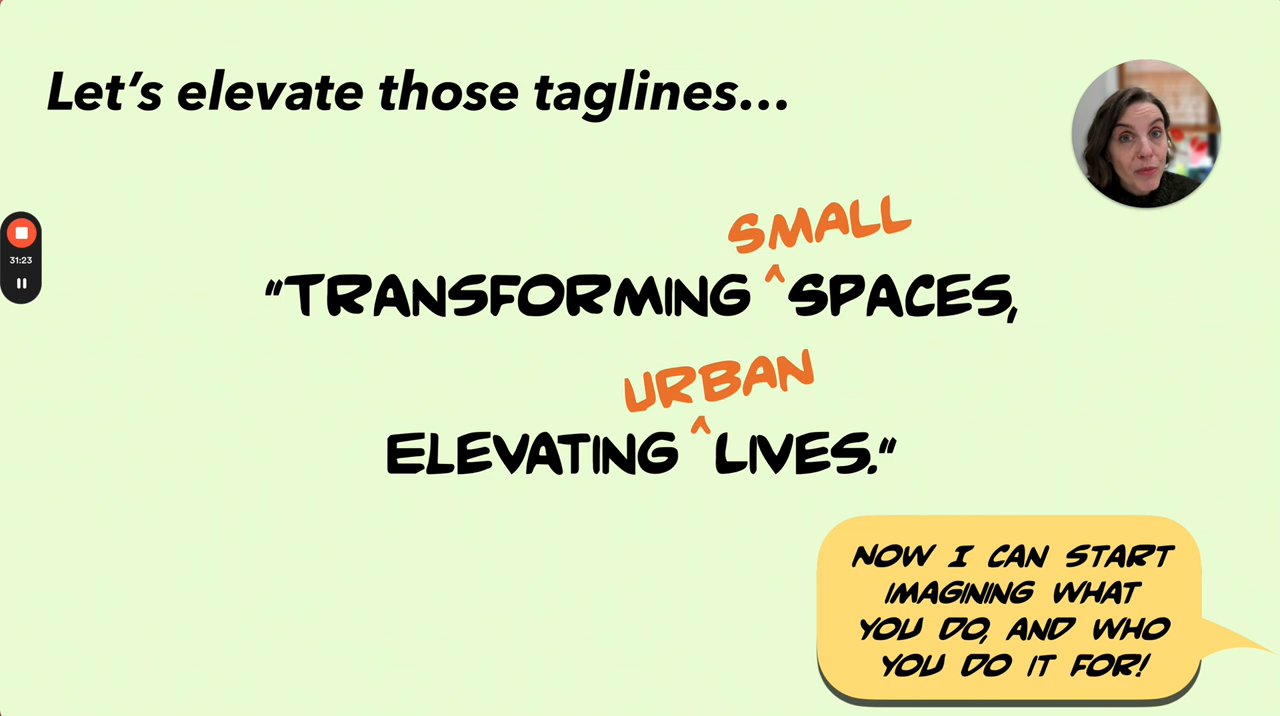 Let's elevate those taglines...
SMALL
^
"TRANSFORMING SPACES,
URBAN
^
ELEVATING LIVES."
31:23
NOW I CAN START
IMAGINING WHAT
YOU DO, AND WHO
YOU DO IT FOR!